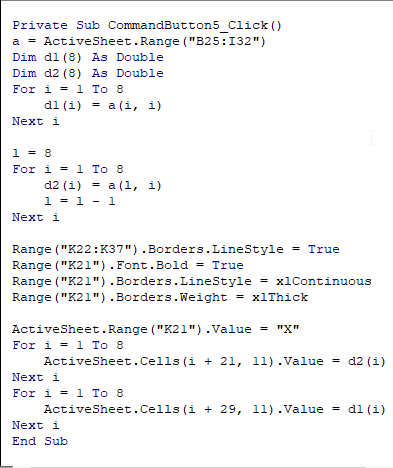 Private Sub CommandButton5_Click()
a = ActiveSheet.Range("B25:I32")
Dim d1(8) As Double
Dim d2(8) As Double
For i = 1 To 8
    d1(i) = a(i, i)
Next i

l = 8
For i = 1 To 8
    d2(i) = a(l, i)
    l = l - 1
Next i

Range("K22:K37").Borders.LineStyle = True
Range("K21").Font.Bold = True
Range("K21").Borders.LineStyle = xlContinuous
Range("K21").Borders.Weight = xlThick

ActiveSheet.Range("K21").Value = "X"
For i = 1 To 8
    ActiveSheet.Cells(i + 21, 11).Value = d2(i)
Next i
For i = 1 To 8
    ActiveSheet.Cells(i + 29, 11).Value = d1(i)
Next i
End Sub